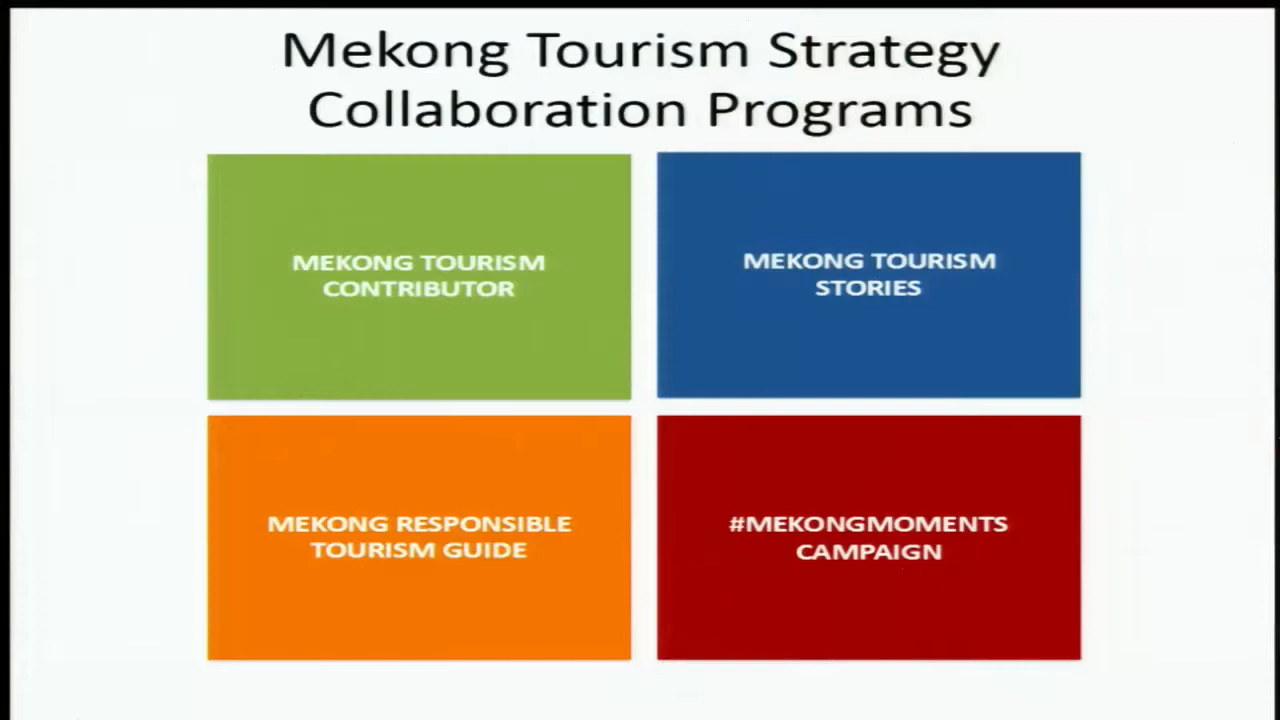 Mekong Tourism Strategy
Collaboration Programs
MEKONG TOURISM
CONTRIBUTOR
MEKONG TOURISM
STORIES
MEKONG RESPONSIBLE
TOURISM GUIDE
#MEKONGMOMENTS
CAMPAIGN